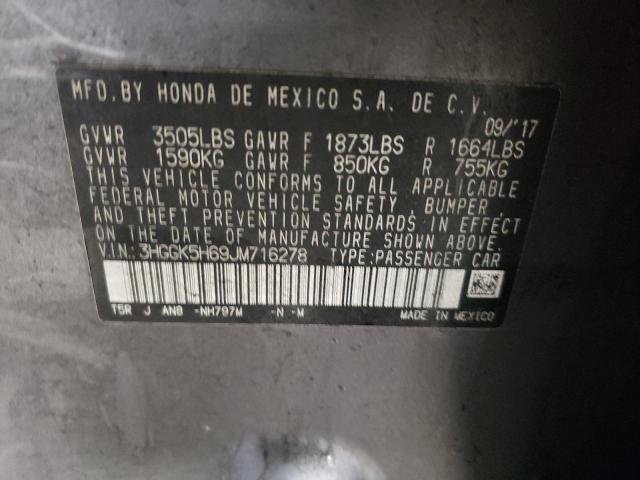 MFD.BY HONDA DE MEXICO S.A. DE C.V.
09/'17
GVWR 3505LBS GAWR F 1873LBS R 1664LBS
GVWR 1590KG GAWR F 850KG R 755KG
THIS VEHICLE CONFORMS TO ALL APPLICABLE
FEDERAL MOTOR VEHICLE SAFETY, BUMPER,
AND THEFT PREVENTION STANDARDS IN EFFECT
ON THE DATE OF MANUFACTURE SHOWN ABOVE.
V.I.N.:3HGGK5H69JM716278 TYPE:PASSENGER CAR
T5R J ANB -NH797M -N -M MADE IN MEXICO